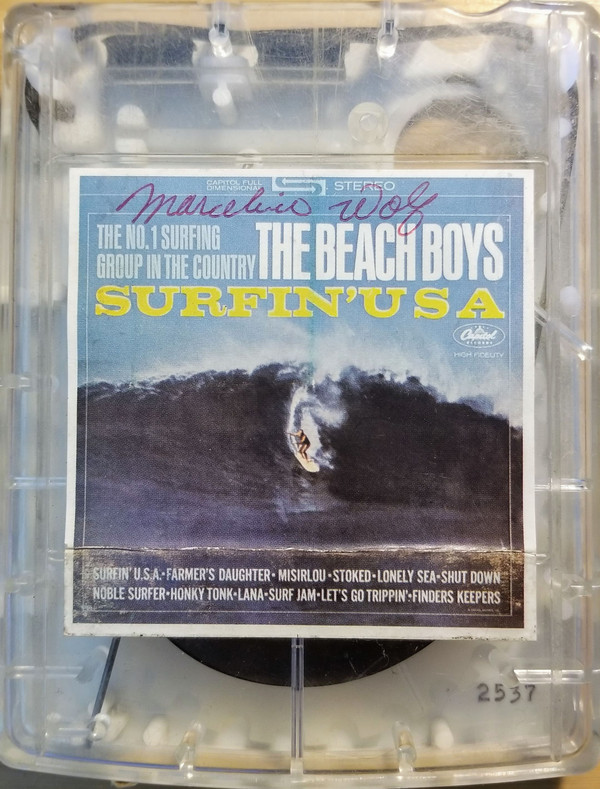 CAPITOL FULL
DIMENSIONAL STEREO
Marcelino Wolf
THE NO. 1 SURFING
GROUP IN THE COUNTRY THE BEACH BOYS
SURFIN' U S A
Capitol
RECORDS
HIGH FIDELITY
SURFIN' U.S.A.•FARMER'S DAUGHTER•MISIRLOU•STOKED•LONELY SEA•SHUT DOWN
NOBLE SURFER•HONKY TONK•LANA•SURF JAM•LET'S GO TRIPPIN'•FINDERS KEEPERS
2537